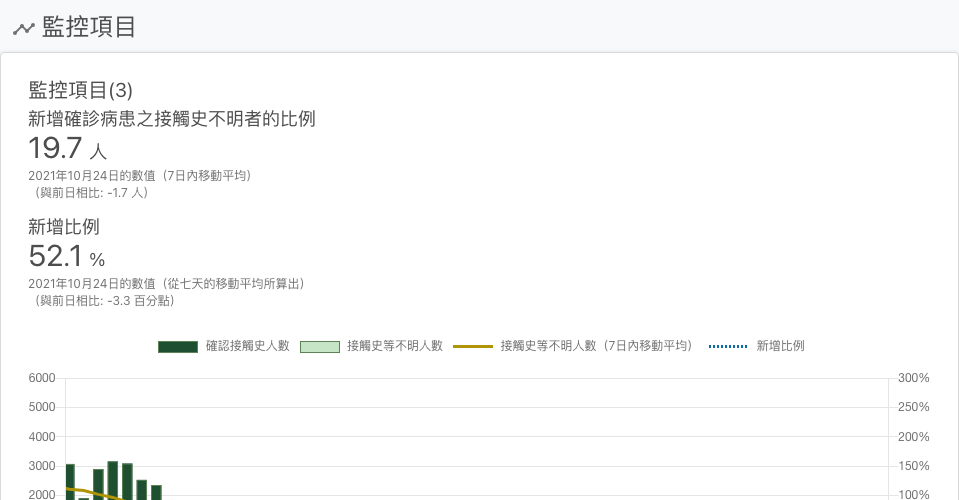 監控項目
監控項目(3)
新增確診病患之接觸史不明者的比例
19.7 人
2021年10月24日的數值（7日內移動平均）
（與前日相比: -1.7 人）
新增比例
52.1 %
2021年10月24日的數值（從七天的移動平均所算出）
（與前日相比: -3.3 百分點）
確認接觸史人數 接觸史等不明人數 接觸史等不明人數（7日內移動平均） 新增比例
6000 300%
5000 250%
4000 200%
3000 150%
2000 100%